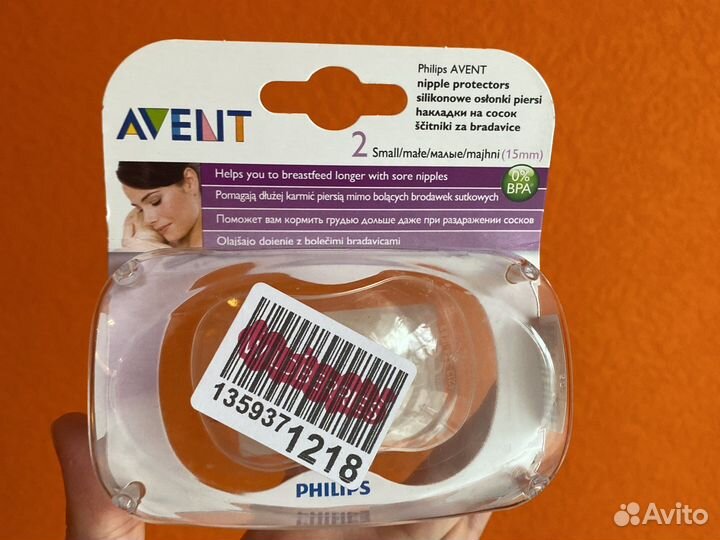 AVENT
Philips AVENT
nipple protectors
silikonowe osłonki piersi
накладки на сосок
ščitniki za bradavice
2 Small/małe/малые/majhni (15mm)
0%
BPA
Helps you to breastfeed longer with sore nipples
Pomagają dłużej karmić piersią mimo bolących brodawek sutkowych
Поможет вам кормить грудью дольше даже при раздражении сосков
Olajšajo dojenje z bolečimi bradavicami
1359371218
PHILIPS
Avito